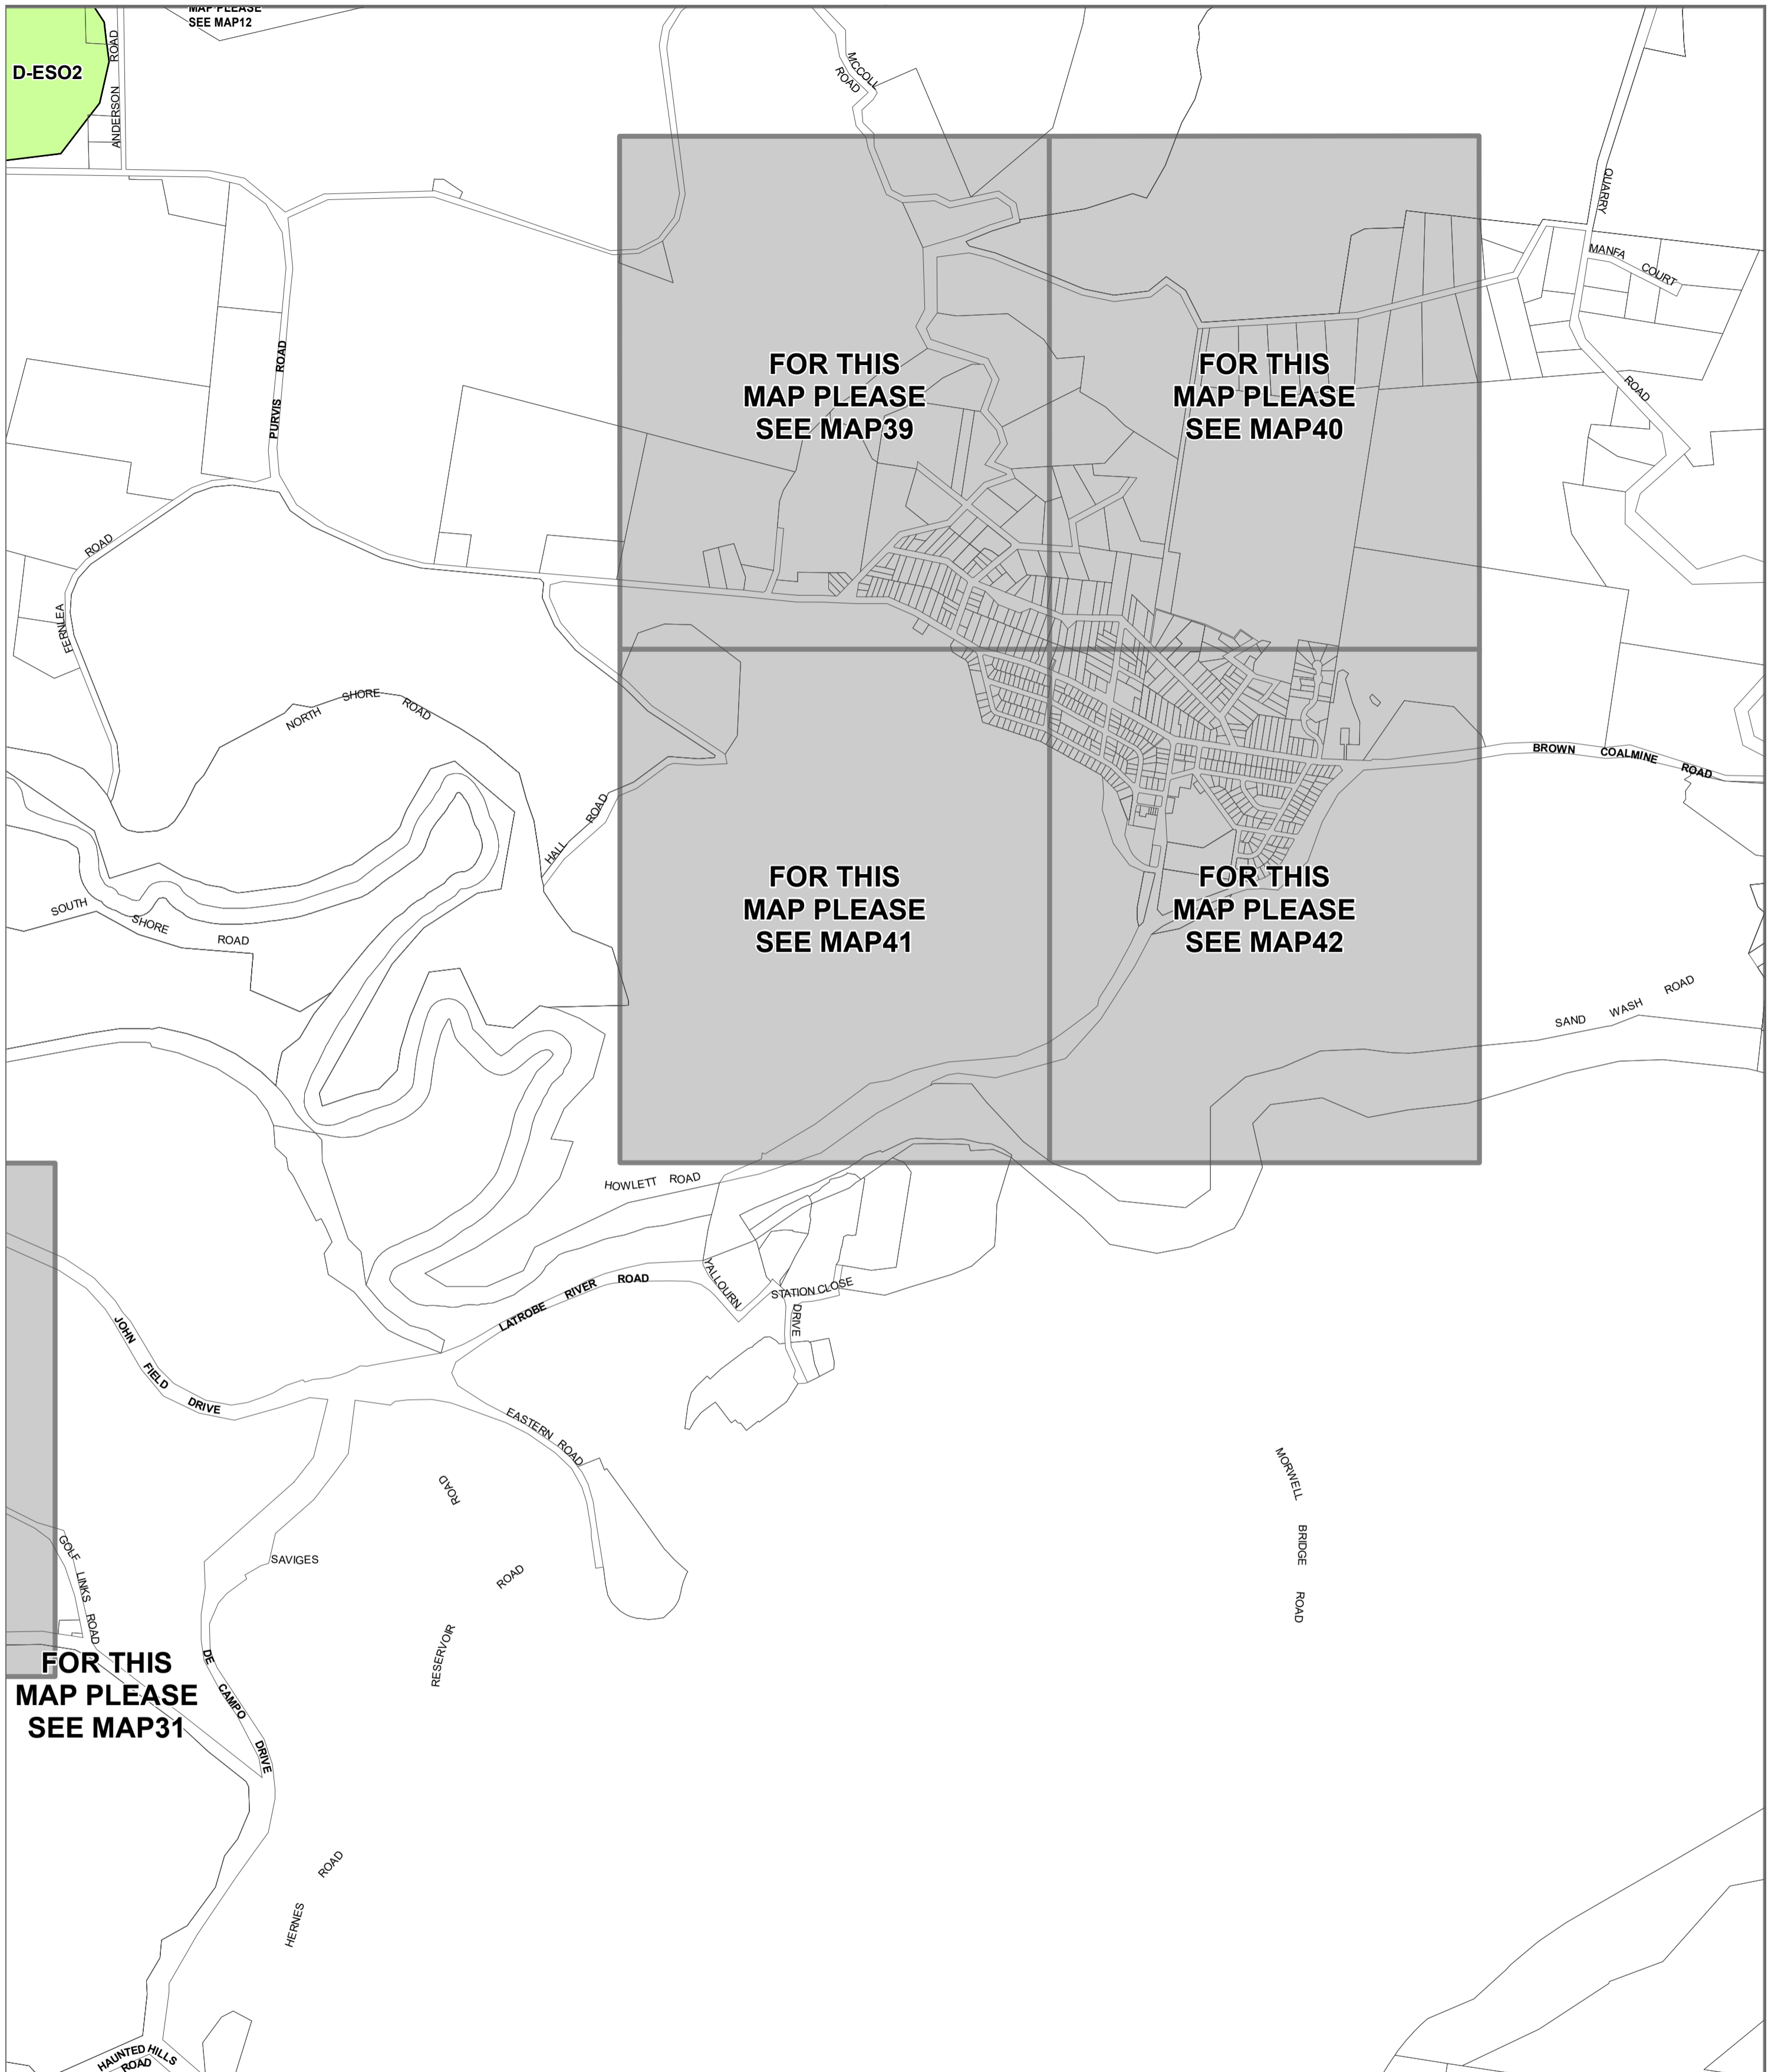 MAP PLEASE
SEE MAP12
D-ESO2
ANDERSON ROAD
MCCOLL
ROAD
QUARRY
ROAD
MANFA COURT
PURVIS ROAD
FOR THIS
MAP PLEASE
SEE MAP39
FOR THIS
MAP PLEASE
SEE MAP40
FERNLEA ROAD
NORTH SHORE ROAD
BROWN COALMINE ROAD
HALL ROAD
SOUTH SHORE ROAD
FOR THIS
MAP PLEASE
SEE MAP41
FOR THIS
MAP PLEASE
SEE MAP42
SAND WASH ROAD
HOWLETT ROAD
YALLOURN
DRIVE
STATION CLOSE
LATROBE RIVER ROAD
JOHN FIELD DRIVE
EASTERN ROAD
ROAD
SAVIGES
RESERVOIR ROAD
MORWELL BRIDGE ROAD
GOLF LINKS ROAD
FOR THIS
MAP PLEASE
SEE MAP31
DE CAMPO DRIVE
HERNES ROAD
HAUNTED HILLS
ROAD